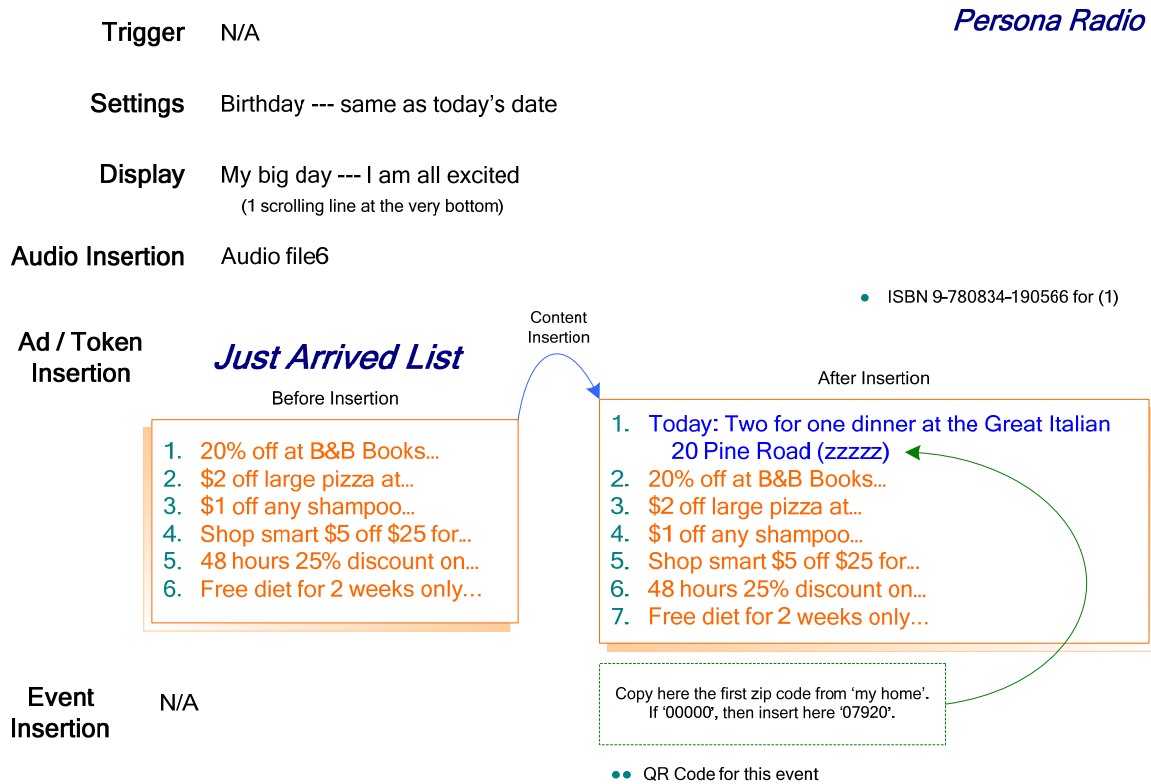 Persona Radio
Trigger N/A
Settings Birthday --- same as today's date
Display My big day --- I am all excited
(1 scrolling line at the very bottom)
Audio Insertion Audio file6
• ISBN 9-780834-190566 for (1)
Ad / Token
Insertion
Just Arrived List
Content
Insertion
Before Insertion
1. 20% off at B&B Books...
2. $2 off large pizza at...
3. $1 off any shampoo...
4. Shop smart $5 off $25 for...
5. 48 hours 25% discount on...
6. Free diet for 2 weeks only...
After Insertion
1. Today: Two for one dinner at the Great Italian
20 Pine Road (zzzzz)
2. 20% off at B&B Books...
3. $2 off large pizza at...
4. $1 off any shampoo...
5. Shop smart $5 off $25 for...
6. 48 hours 25% discount on...
7. Free diet for 2 weeks only...
Event
Insertion
N/A
Copy here the first zip code from 'my home'.
If '00000', then insert here '07920'.
•• QR Code for this event